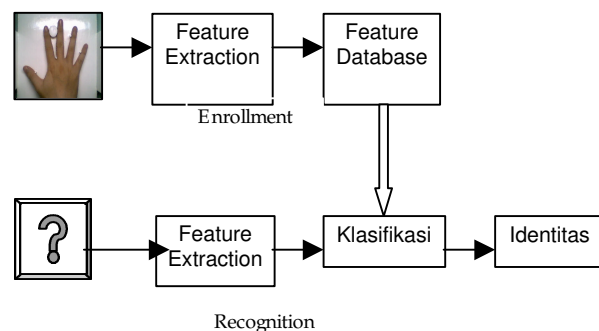 Feature
Extraction
Feature
Database
Enrollment
?
Feature
Extraction
Klasifikasi
Identitas
Recognition